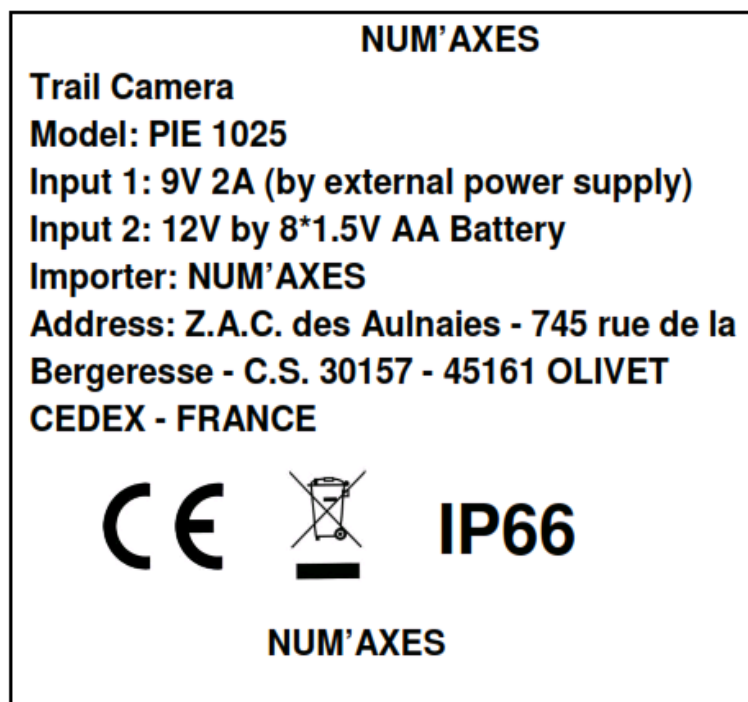 NUM'AXES
Trail Camera
Model: PIE 1025
Input 1: 9V 2A (by external power supply)
Input 2: 12V by 8*1.5V AA Battery
Importer: NUM'AXES
Address: Z.A.C. des Aulnaies - 745 rue de la
Bergeresse - C.S. 30157 - 45161 OLIVET
CEDEX - FRANCE
CE IP66
NUM'AXES